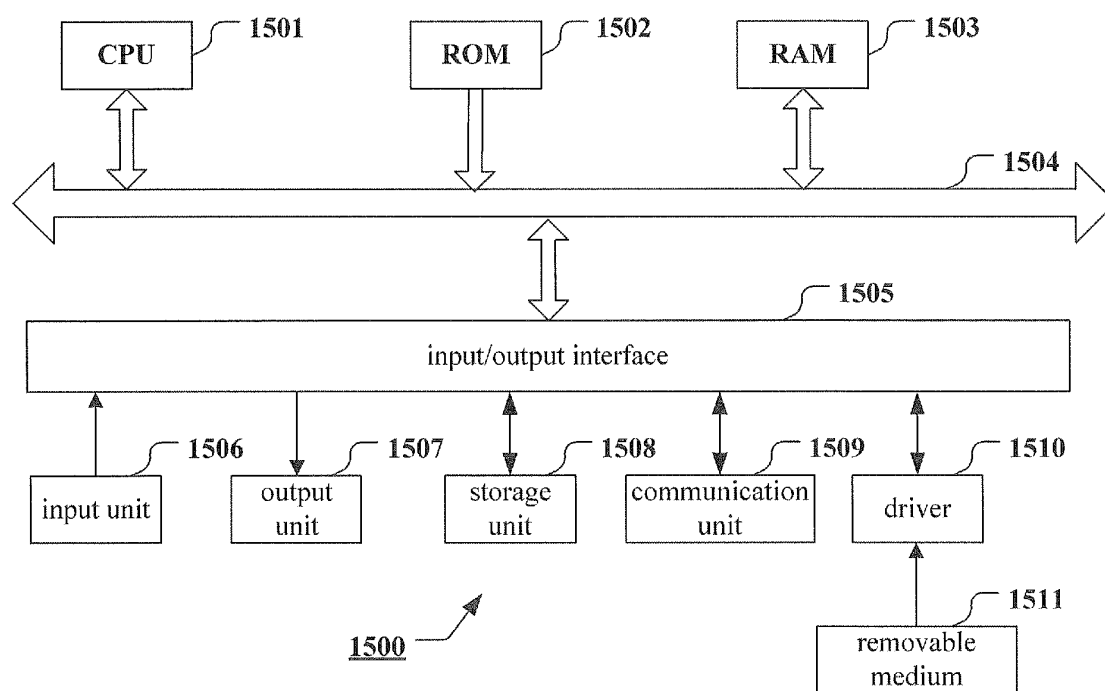 CPU
1501
ROM
1502
RAM
1503
1504
1505
input/output interface
1506
input unit
1507
output
unit
1508
storage
unit
1509
communication
unit
1510
driver
1511
removable
medium
1500